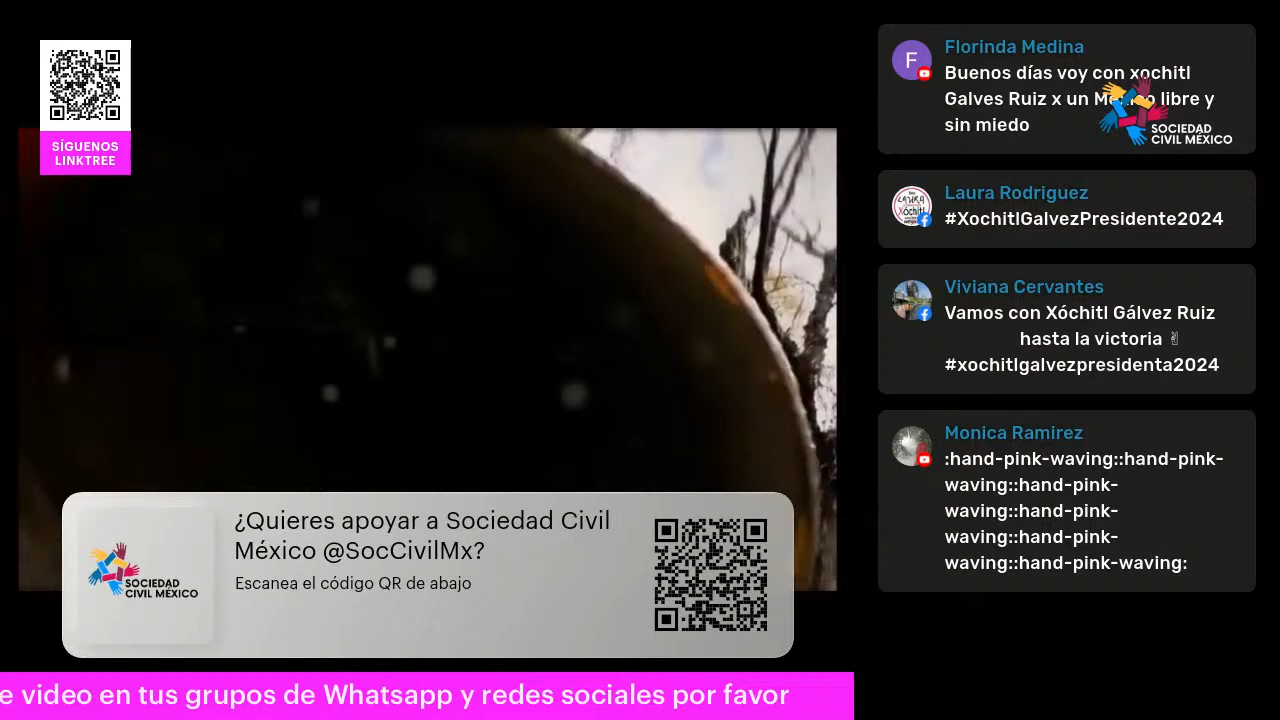 SÍGUENOS
LINKTREE
¿Quieres apoyar a Sociedad Civil
México @SocCivilMx?
Escanea el código QR de abajo
SOCIEDAD
CIVIL MÉXICO
e video en tus grupos de Whatsapp y redes sociales por favor
F
Florinda Medina
Buenos días voy con xochitl
Galves Ruiz x un México libre y
sin miedo
SOCIEDAD
CIVIL MÉXICO
Laura Rodriguez
#XochitlGalvezPresidente2024
Viviana Cervantes
Vamos con Xóchitl Gálvez Ruiz
hasta la victoria ✌
#xochitlgalvezpresidenta2024
Monica Ramirez
:hand-pink-waving::hand-pink-
waving::hand-pink-
waving::hand-pink-
waving::hand-pink-
waving::hand-pink-waving: